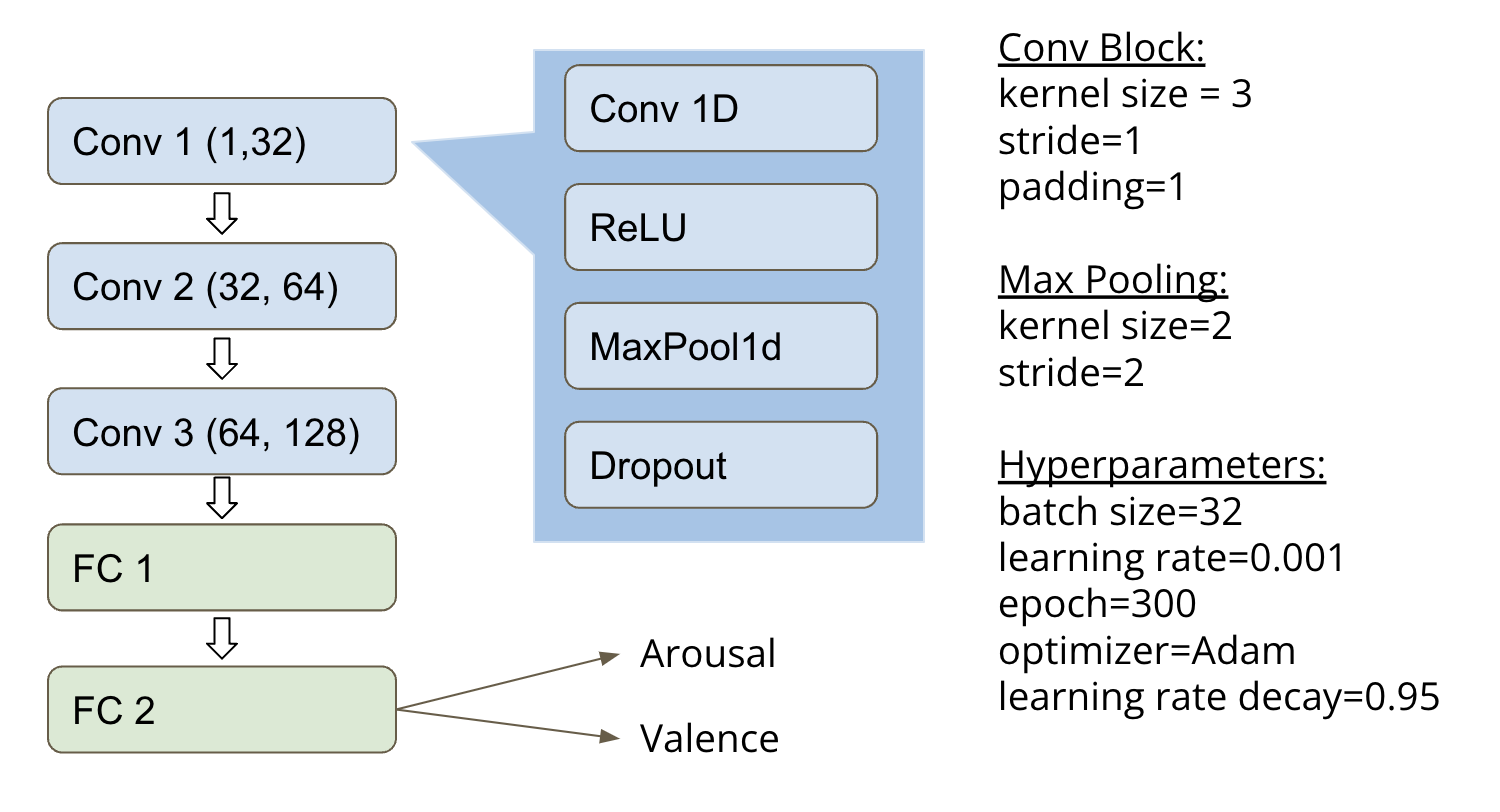 Conv 1 (1,32)
Conv 2 (32, 64)
Conv 3 (64, 128)
FC 1
FC 2
Conv 1D
ReLU
MaxPool1d
Dropout
Arousal
Valence
Conv Block:
kernel size = 3
stride=1
padding=1
Max Pooling:
kernel size=2
stride=2
Hyperparameters:
batch size=32
learning rate=0.001
epoch=300
optimizer=Adam
learning rate decay=0.95